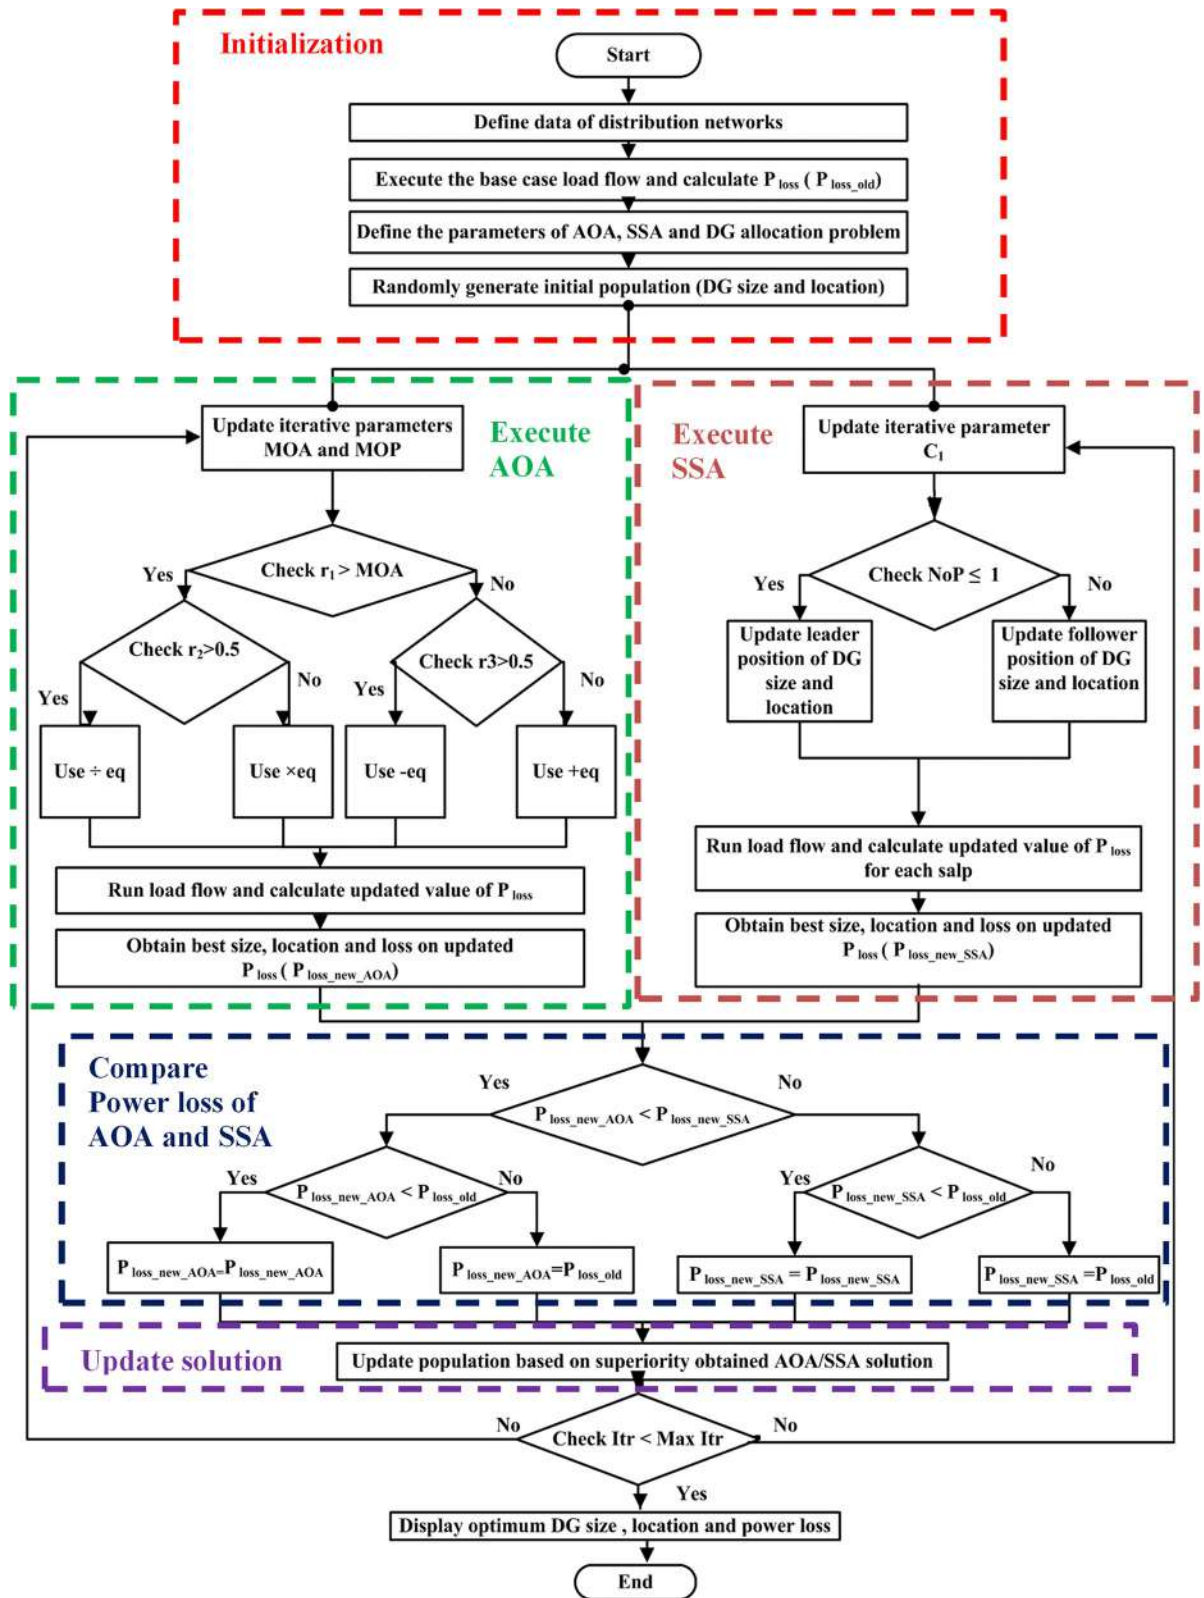 Initialization
Start
Define data of distribution networks
Execute the base case load flow and calculate P loss ( P loss_old)
Define the parameters of AOA, SSA and DG allocation problem
Randomly generate initial population (DG size and location)
Update iterative parameters
MOA and MOP
Execute
AOA
Check r1 > MOA
Yes
No
Check r2>0.5
Yes
No
Check r3>0.5
Yes
No
Use ÷ eq
Use ×eq
Use -eq
Use +eq
Run load flow and calculate updated value of P loss
Obtain best size, location and loss on updated
P loss ( P loss_new_AOA)
Execute
SSA
Update iterative parameter
C1
Check NoP ≤ 1
Yes
No
Update leader
position of DG
size and
location
Update follower
position of DG
size and location
Run load flow and calculate updated value of P loss
for each salp
Obtain best size, location and loss on updated
P loss ( P loss_new_SSA)
Compare
Power loss of
AOA and SSA
Yes
No
P loss_new_AOA < P loss_new_SSA
Yes
No
P loss_new_AOA < P loss_old
Yes
No
P loss_new_SSA < P loss_old
P loss_new_AOA=P loss_new_AOA
P loss_new_AOA=P loss_old
P loss_new_SSA = P loss_new_SSA
P loss_new_SSA =P loss_old
Update solution
Update population based on superiority obtained AOA/SSA solution
No
No
Check Itr < Max Itr
Yes
Display optimum DG size , location and power loss
End